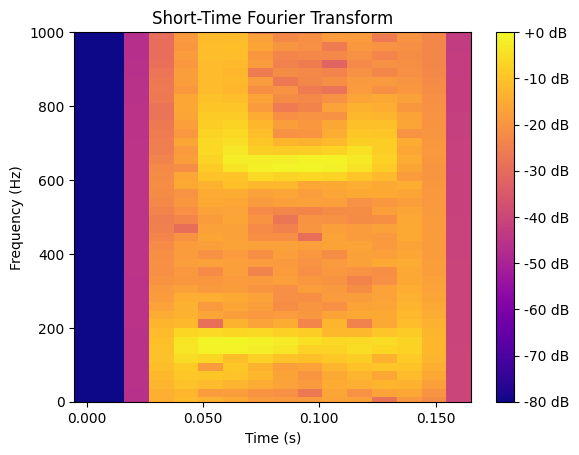 Short-Time Fourier Transform
1000
800
600
400
200
0
Frequency (Hz)
0.000
0.050
0.100
0.150
Time (s)
+0 dB
-10 dB
-20 dB
-30 dB
-40 dB
-50 dB
-60 dB
-70 dB
-80 dB